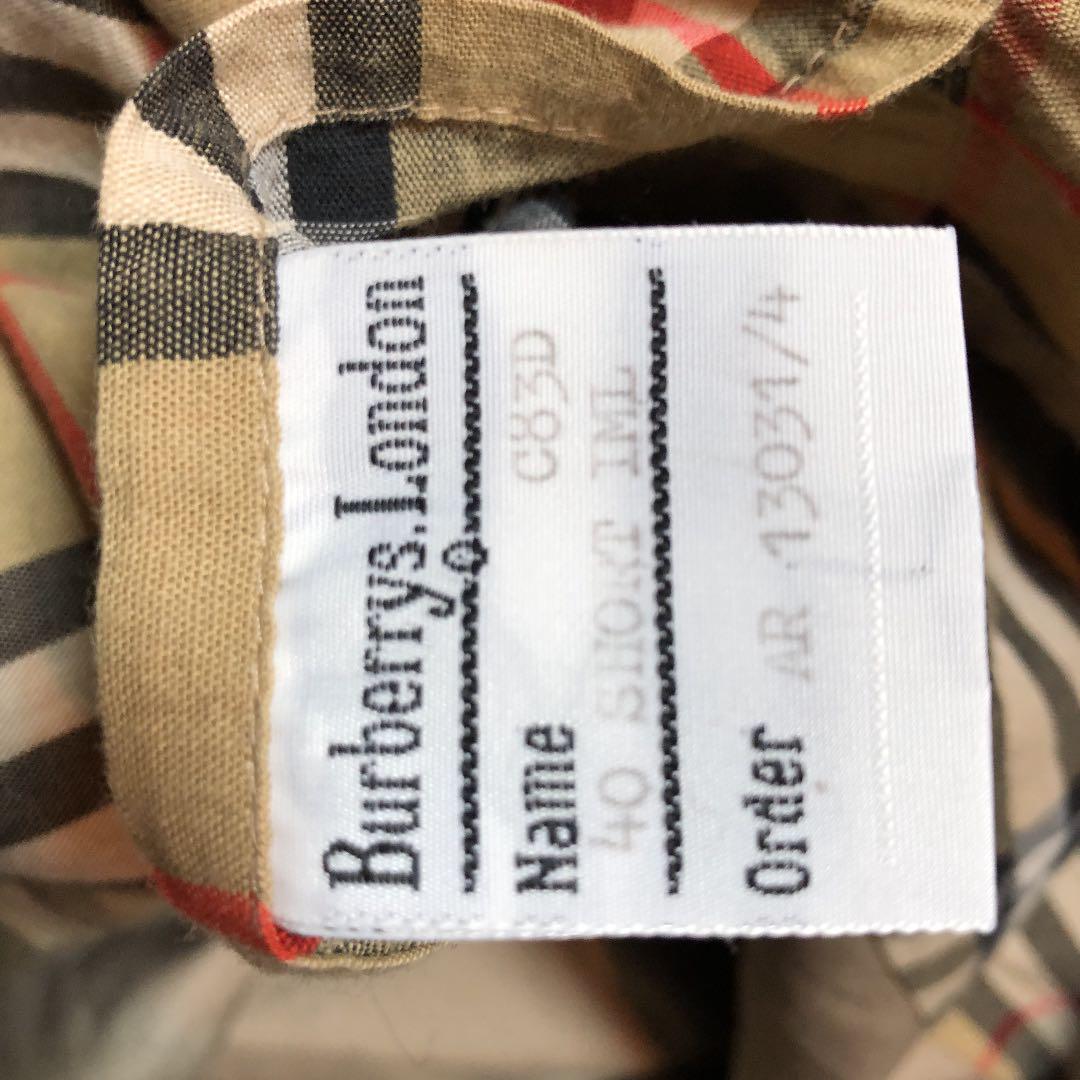 Burberrys.London
Name C83D
40 SHORT IML
Order AR 13031/4